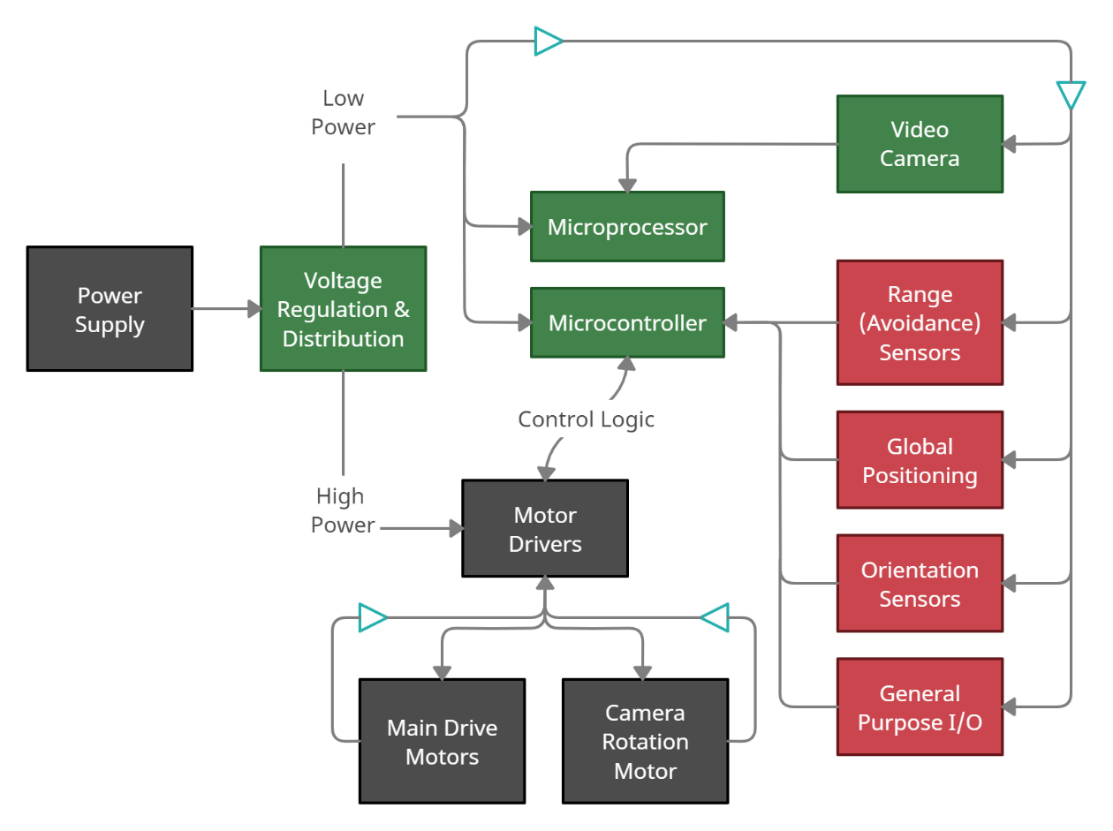 Low
Power
Video
Camera
Microprocessor
Power
Supply
Voltage
Regulation &
Distribution
Microcontroller
Range
(Avoidance)
Sensors
Control Logic
Global
Positioning
High
Power
Motor
Drivers
Orientation
Sensors
Main Drive
Motors
Camera
Rotation
Motor
General
Purpose I/O